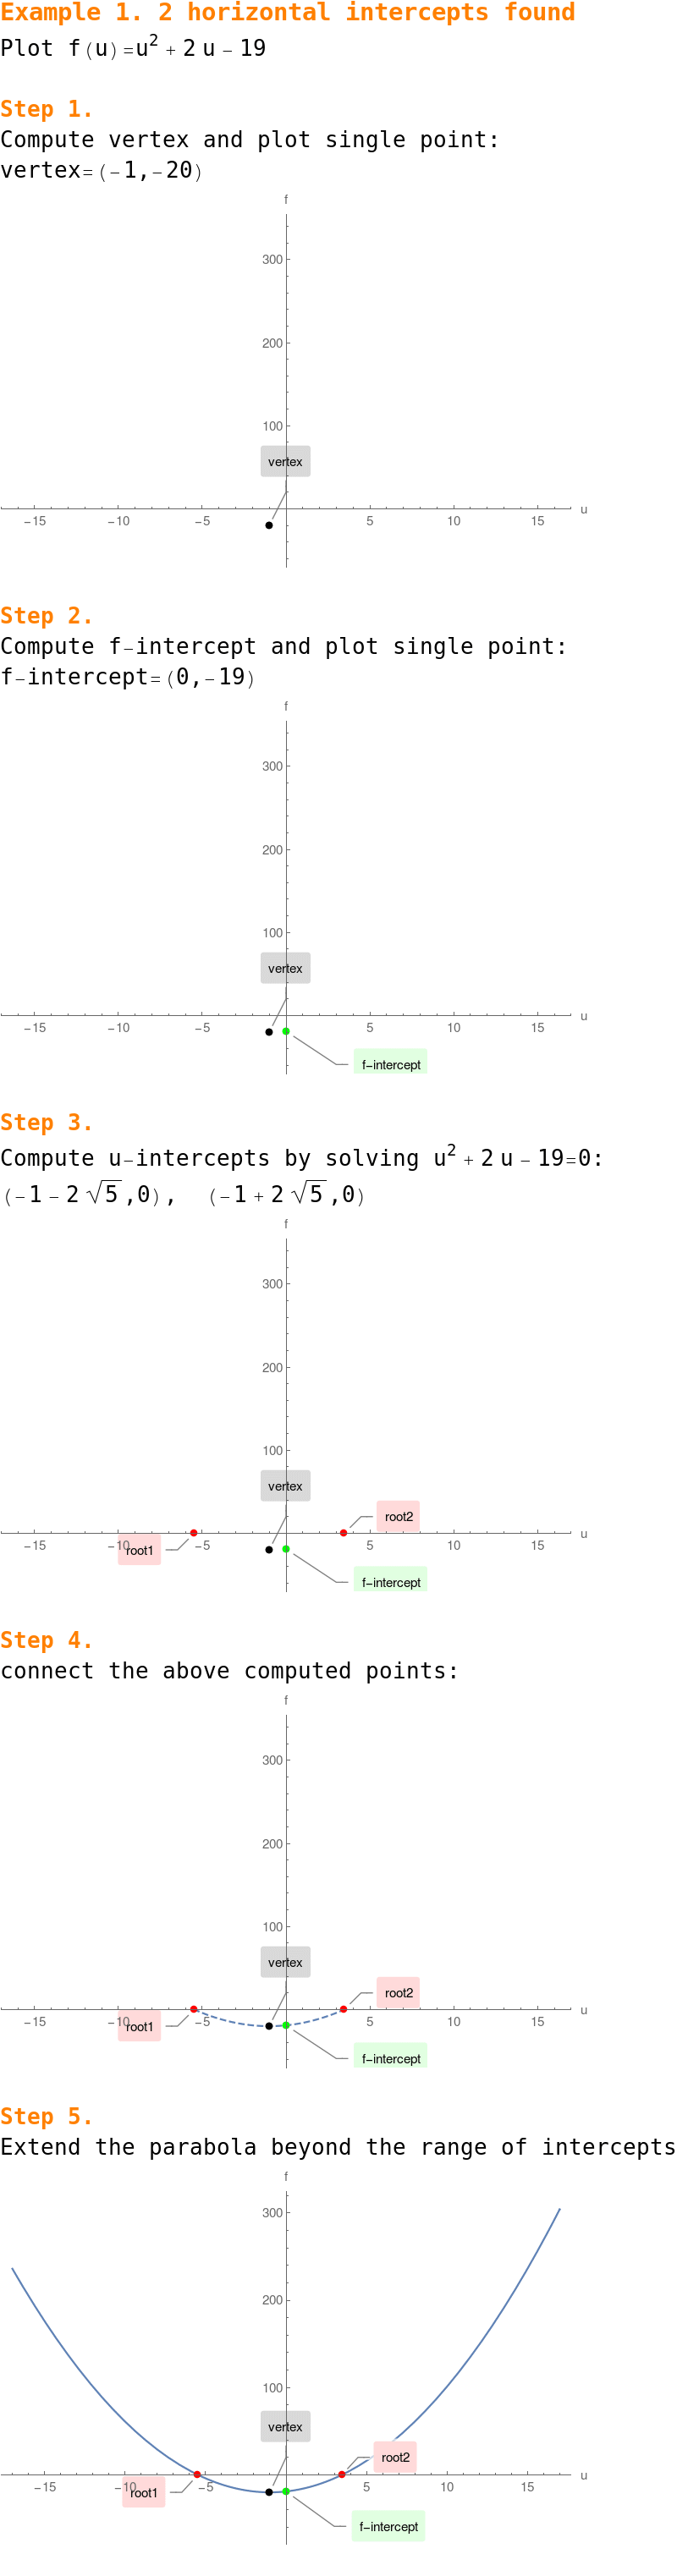 Example 1. 2 horizontal intercepts found
Plot f(u)=u² + 2 u − 19
Step 1.
Compute vertex and plot single point:
vertex=(−1,−20)
f
300
200
100
vertex
−15 −10 −5 5 10 15 u
Step 2.
Compute f−intercept and plot single point:
f−intercept=(0,−19)
f
300
200
100
vertex
−15 −10 −5 5 10 15 u
f−intercept
Step 3.
Compute u−intercepts by solving u² + 2 u − 19=0:
(−1 − 2 √5 ,0), (−1 + 2 √5 ,0)
f
300
200
100
vertex
root2
−15 −10 −5 5 10 15 u
root1
f−intercept
Step 4.
connect the above computed points:
f
300
200
100
vertex
root2
−15 −10 −5 5 10 15 u
root1
f−intercept
Step 5.
Extend the parabola beyond the range of intercepts
f
300
200
100
vertex
root2
−15 −10 −5 5 10 15 u
root1
f−intercept